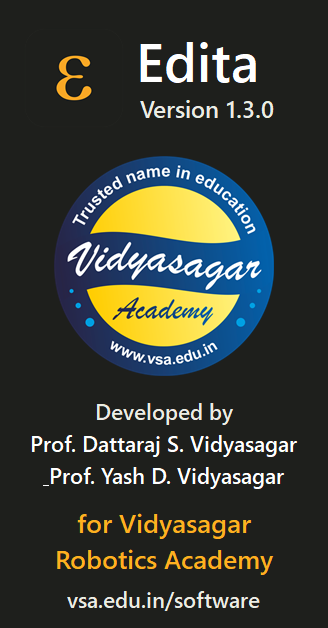 ε Edita
Version 1.3.0
Trusted name in education
Vidyasagar
Academy
www.vsa.edu.in
Developed by
Prof. Dattaraj S. Vidyasagar
_Prof. Yash D. Vidyasagar
for Vidyasagar
Robotics Academy
vsa.edu.in/software